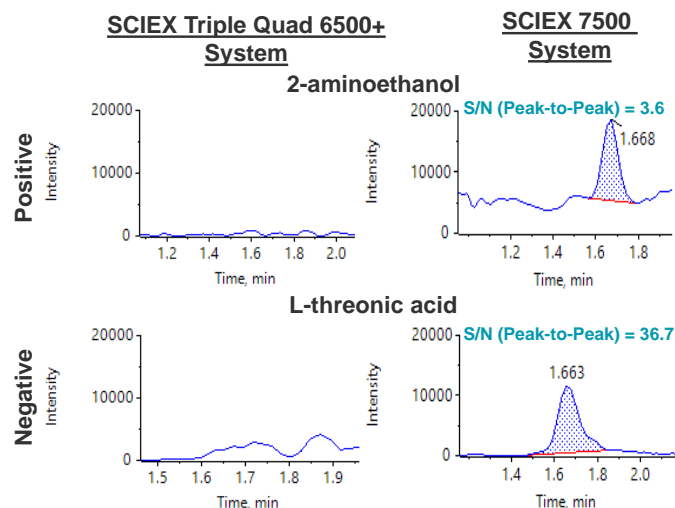 SCIEX Triple Quad 6500+
System
SCIEX 7500
System
2-aminoethanol
Positive
Intensity
20000
10000
0
1.2 1.4 1.6 1.8 2.0
Time, min
Intensity
20000
S/N (Peak-to-Peak) = 3.6
1.668
10000
0
1.2 1.4 1.6 1.8
Time, min
L-threonic acid
Negative
Intensity
20000
10000
0
1.5 1.6 1.7 1.8 1.9
Time, min
Intensity
20000
S/N (Peak-to-Peak) = 36.7
1.663
10000
0
1.4 1.6 1.8 2.0
Time, min